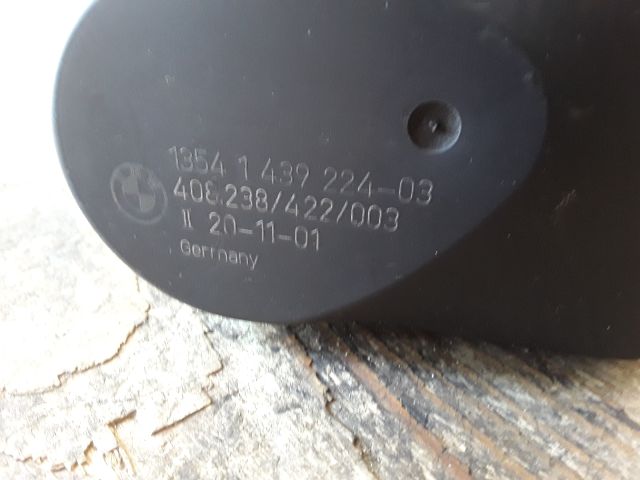 1354 1 439 224-03
408.238/422/003
II 20-11-01
Germany